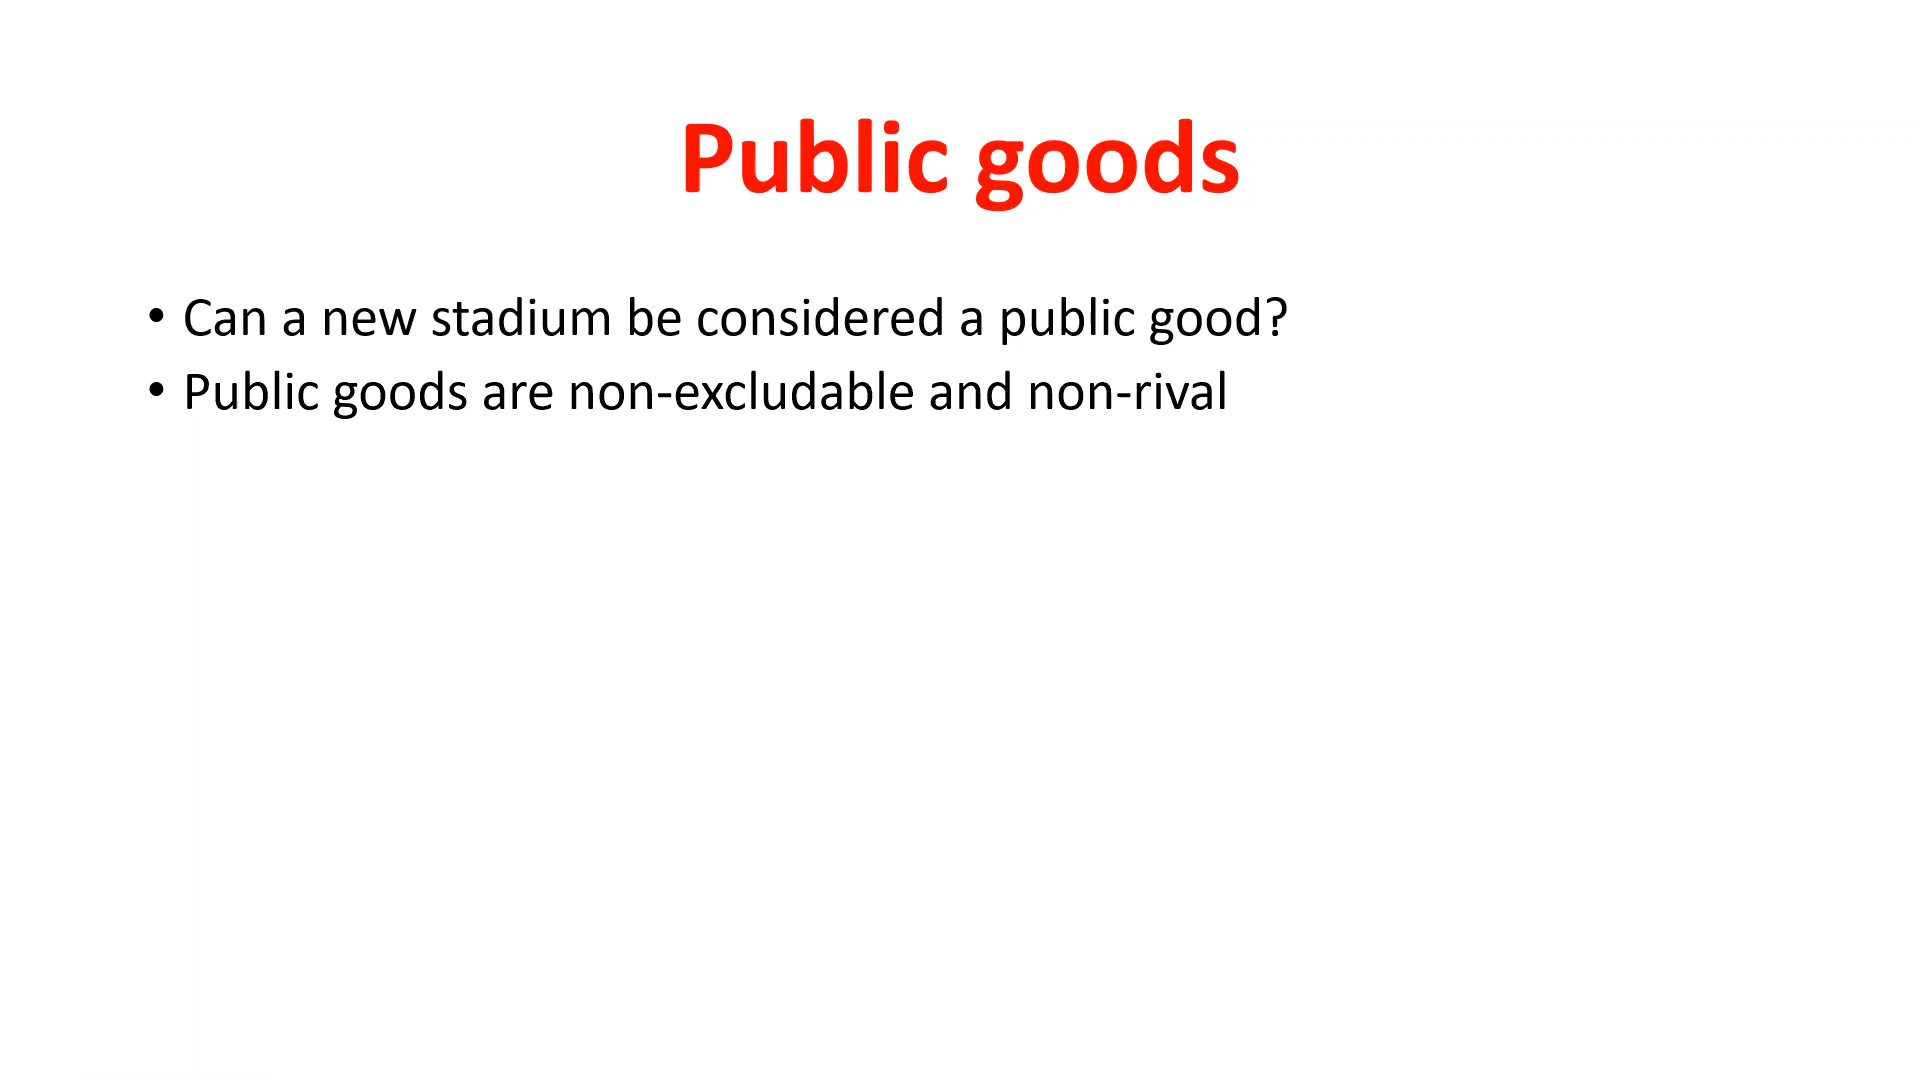 Public goods
• Can a new stadium be considered a public good?
• Public goods are non-excludable and non-rival